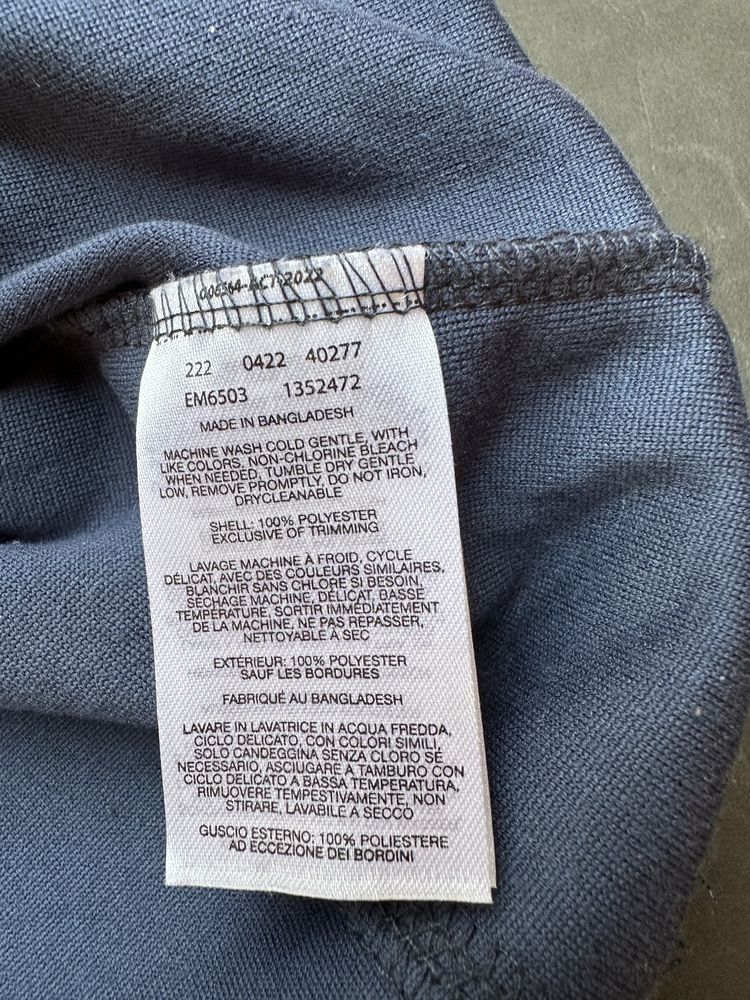 006564-ACT-2022
222 0422 40277
EM6503 1352472
MADE IN BANGLADESH
MACHINE WASH COLD GENTLE, WITH
LIKE COLORS, NON-CHLORINE BLEACH
WHEN NEEDED, TUMBLE DRY GENTLE
LOW, REMOVE PROMPTLY, DO NOT IRON,
DRYCLEANABLE
SHELL: 100% POLYESTER
EXCLUSIVE OF TRIMMING
LAVAGE MACHINE À FROID, CYCLE
DÉLICAT, AVEC DES COULEURS SIMILAIRES,
BLANCHIR SANS CHLORE SI BESOIN,
SÉCHAGE MACHINE, DÉLICAT, BASSE
TEMPÉRATURE, SORTIR IMMÉDIATEMENT
DE LA MACHINE, NE PAS REPASSER,
NETTOYABLE À SEC
EXTÉRIEUR: 100% POLYESTER
SAUF LES BORDURES
FABRIQUÉ AU BANGLADESH
LAVARE IN LAVATRICE IN ACQUA FREDDA,
CICLO DELICATO, CON COLORI SIMILI,
SOLO CANDEGGINA SENZA CLORO SE
NECESSARIO, ASCIUGARE A TAMBURO CON
CICLO DELICATO A BASSA TEMPERATURA,
RIMUOVERE TEMPESTIVAMENTE, NON
STIRARE, LAVABILE A SECCO
GUSCIO ESTERNO: 100% POLIESTERE
AD ECCEZIONE DEI BORDINI